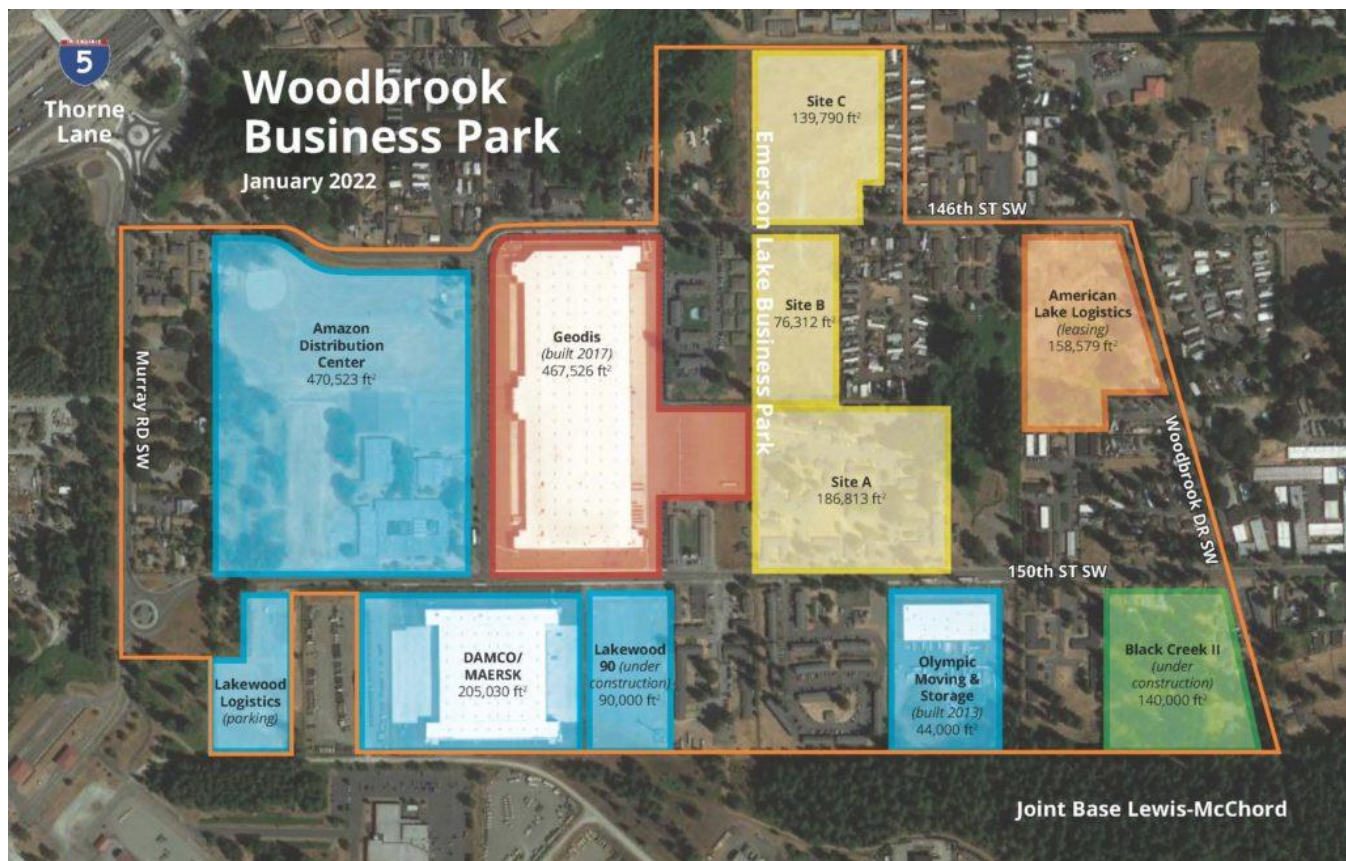 5
Thorne
Lane
Woodbrook
Business Park
January 2022
Site C
139,790 ft²
Emerson Lake Business Park
146th ST SW
Murray RD SW
Amazon
Distribution
Center
470,523 ft²
Geodis
(built 2017)
467,526 ft²
Site B
76,312 ft²
American
Lake Logistics
(leasing)
158,579 ft²
Site A
186,813 ft²
Woodbrook DR SW
150th ST SW
Lakewood
Logistics
(parking)
DAMCO/
MAERSK
205,030 ft²
Lakewood
90 (under
construction)
90,000 ft²
Olympic
Moving &
Storage
(built 2013)
44,000 ft²
Black Creek II
(under
construction)
140,000 ft²
Joint Base Lewis-McChord